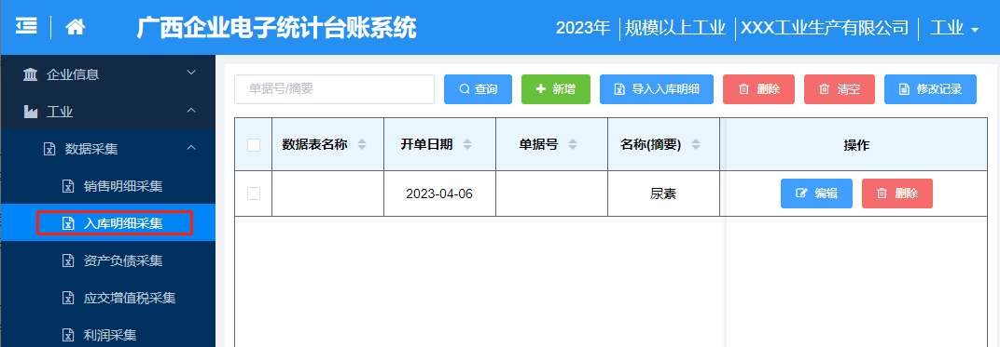 广西企业电子统计台账系统
2023年 | 规模以上工业 | XXX工业生产有限公司 | 工业
企业信息
工业
数据采集
销售明细采集
入库明细采集
资产负债采集
应交增值税采集
利润采集
单据号/摘要 查询 新增 导入入库明细 删除 清空 修改记录
数据表名称 开单日期 单据号 名称(摘要) 操作
2023-04-06 尿素 编辑 删除